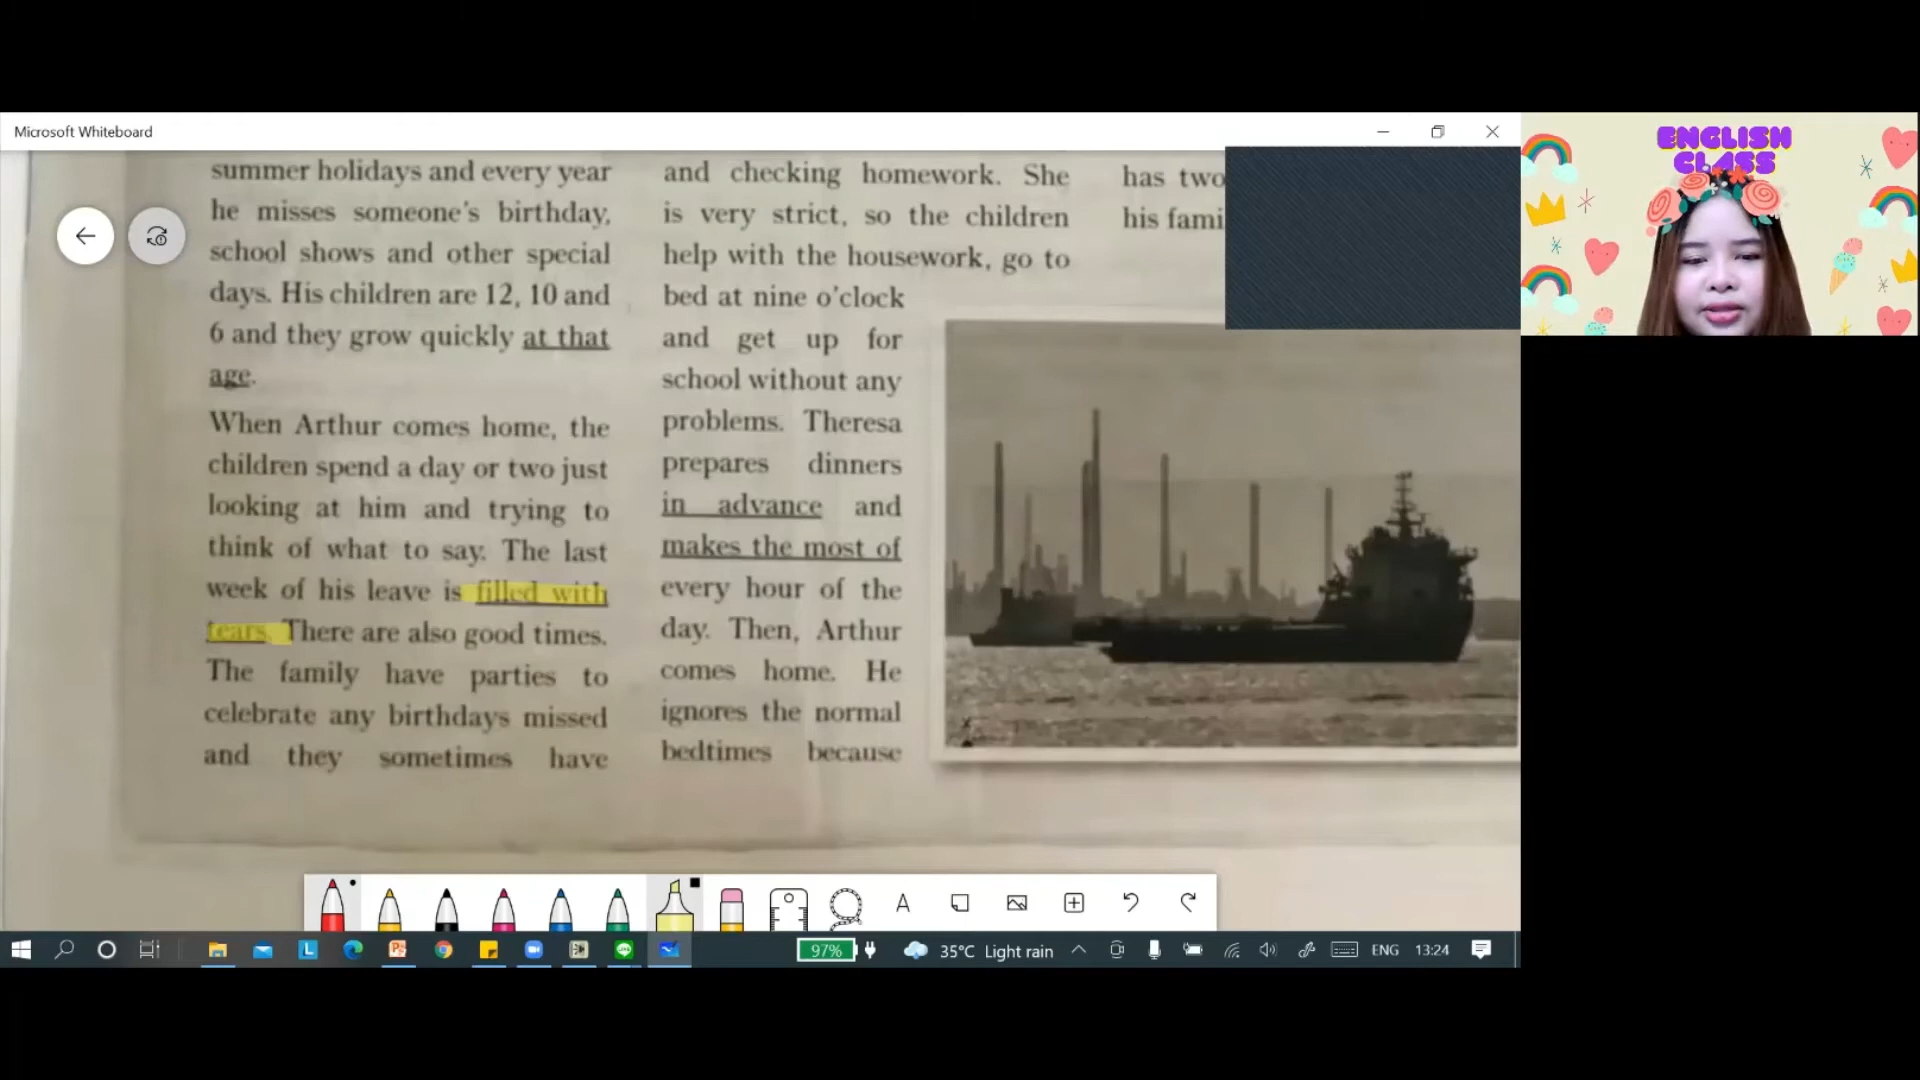 Microsoft Whiteboard
summer holidays and every year
he misses someone's birthday,
school shows and other special
days. His children are 12, 10 and
6 and they grow quickly at that
age.
When Arthur comes home, the
children spend a day or two just
looking at him and trying to
think of what to say. The last
week of his leave is filled with
tears. There are also good times.
The family have parties to
celebrate any birthdays missed
and they sometimes have
and checking homework. She
is very strict, so the children
help with the housework, go to
bed at nine o'clock
and get up for
school without any
problems. Theresa
prepares dinners
in advance and
makes the most of
every hour of the
day. Then, Arthur
comes home. He
ignores the normal
bedtimes because
has two
his fami
ENGLISH
CLASS
A
97%
35°C Light rain
ENG
13:24